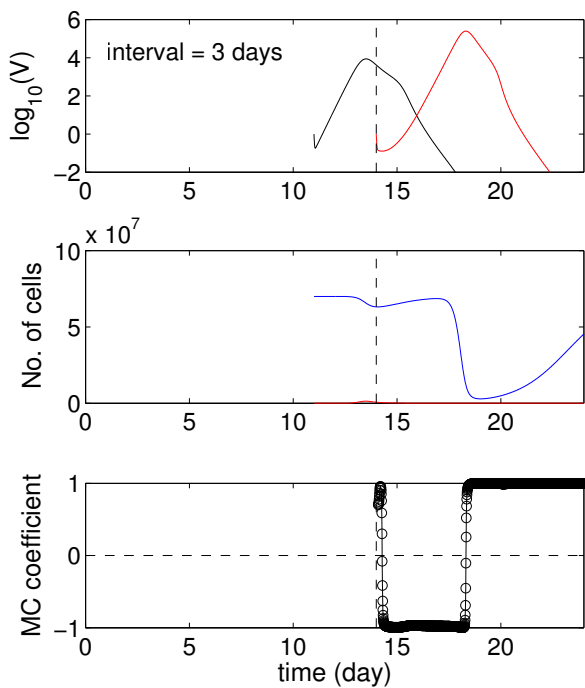 interval = 3 days
log10(V)
6
4
2
0
−2
0 5 10 15 20
x 10^7
No. of cells
10
5
0
0 5 10 15 20
MC coefficient
1
0
−1
0 5 10 15 20
time (day)